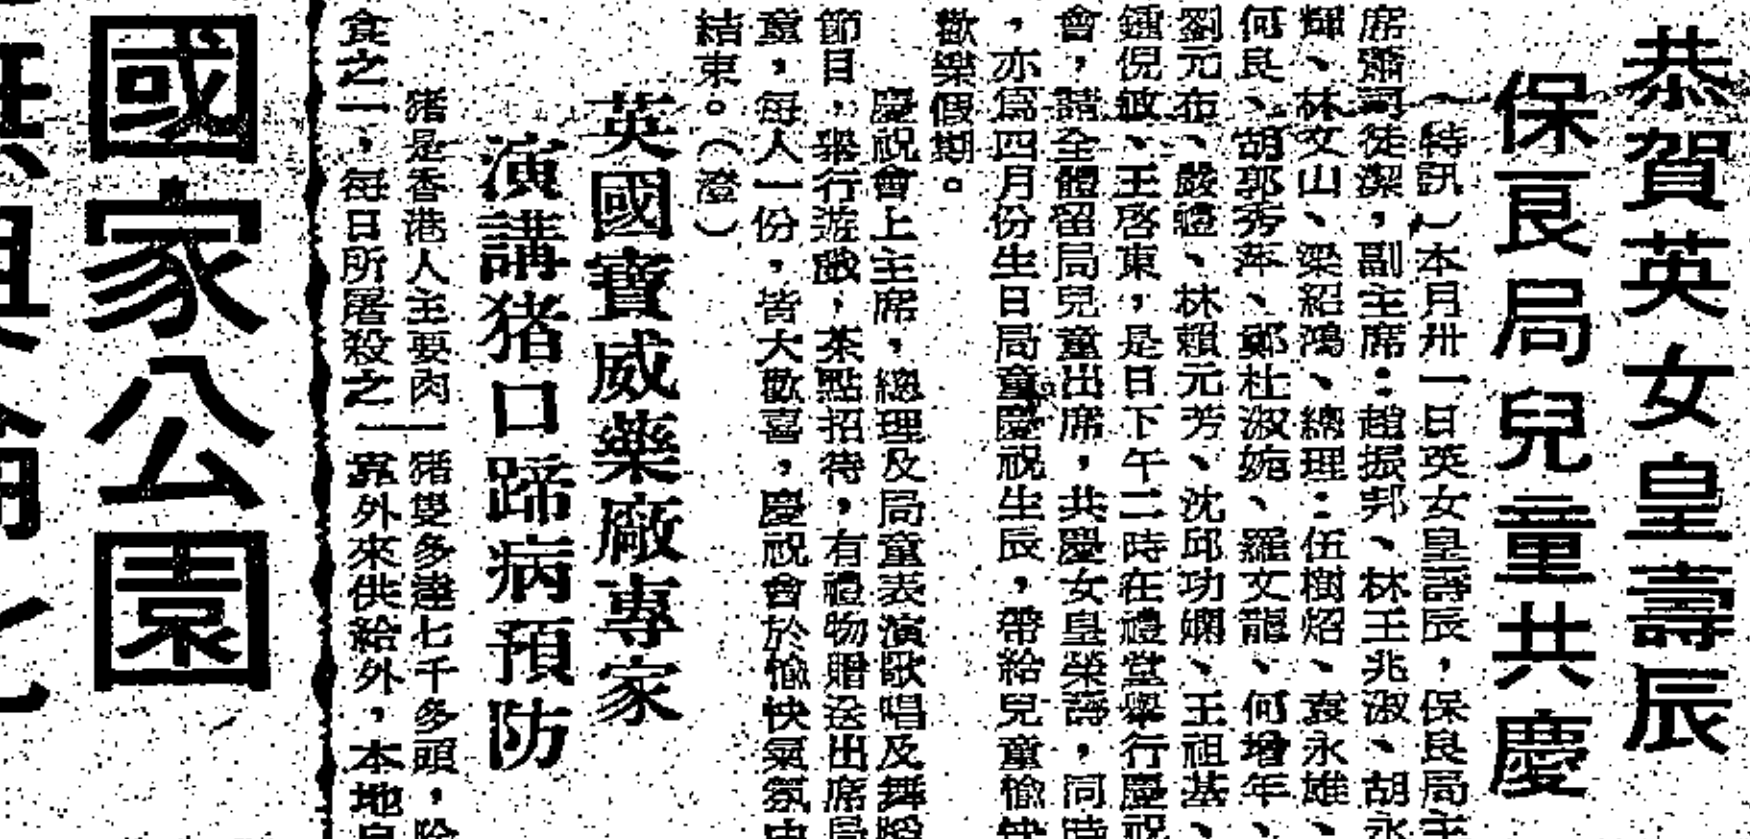 恭賀英女皇壽辰
保良局兒童共慶
（特訊）本月卅一日英女皇壽辰，保良局主
席蕭司徒潔，副主席：趙振邦、林王兆淑、胡永
輝、林文山、梁紹鴻、總理：伍樹炤、袁永雄、
何良、胡郭秀萍、鄭杜淑婉、羅文龍、何增年、
劉元布、嚴鱧、林賴元芳、沈邱功嫻、王祖基、
鍾倪敏、王啓東，是日下午二時在禮堂舉行慶祝
會，請全體留局兒童出席，共慶女皇榮壽，同時
，亦爲四月份生日局童慶祝生辰，帶給兒童愉快
歡樂假期。
慶祝會上主席，總理及局童表演歌唱及舞蹈
節目，舉行遊戲，茶點招待，有禮物贈送出席局
童，每人一份，皆大歡喜，慶祝會於愉快氣氛中
結束。（澄）
英國寶威藥廠專家
演講猪口蹄病預防
猪是香港人主要肉
食之一，每日所屠殺之
猪隻多達七千多頭，除
靠外來供給外，本地
國家公園